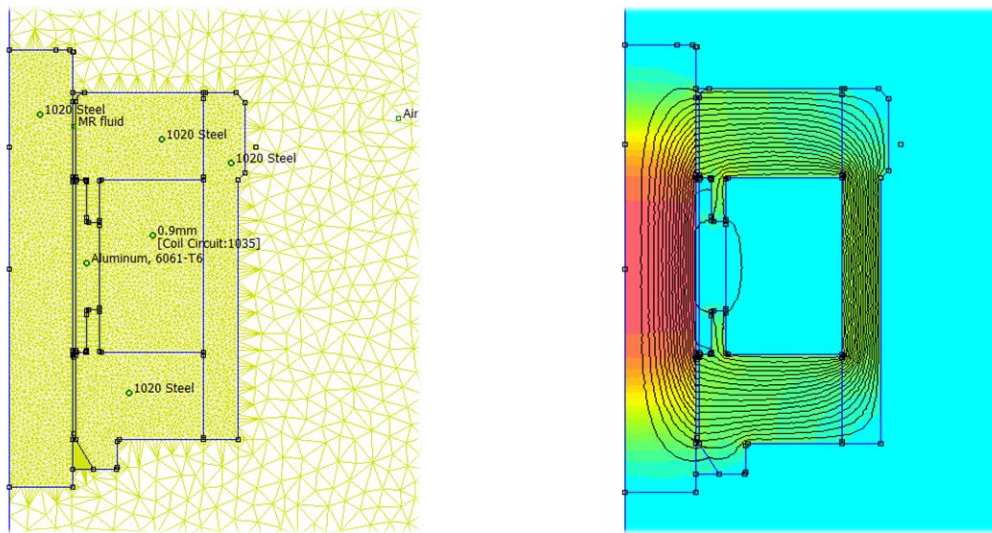 1020 Steel
MR fluid
Air
1020 Steel
1020 Steel
0.9mm
[Coil Circuit:1035]
Aluminum, 6061-T6
1020 Steel